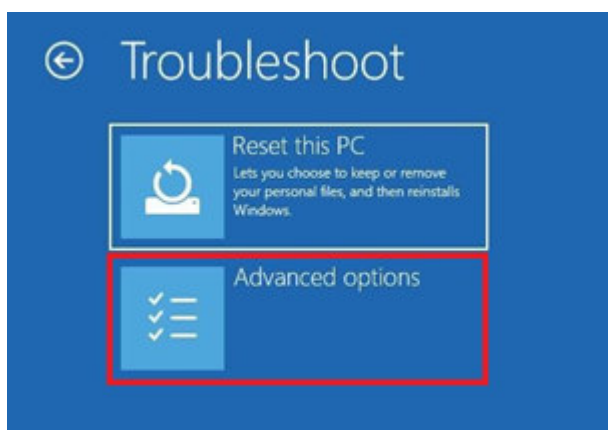 Troubleshoot
Reset this PC
Lets you choose to keep or remove
your personal files, and then reinstalls
Windows.
Advanced options